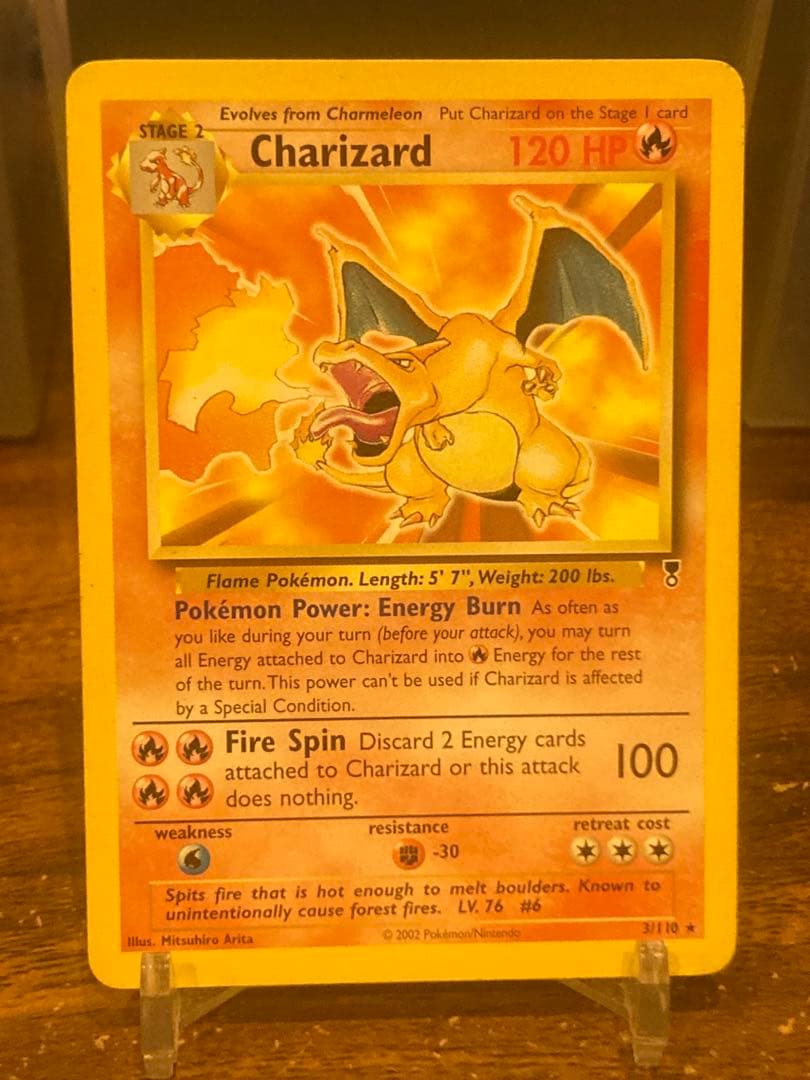 Evolves from Charmeleon Put Charizard on the Stage 1 card
STAGE 2
Charizard 120 HP
Flame Pokémon. Length: 5' 7", Weight: 200 lbs.
Pokémon Power: Energy Burn As often as
you like during your turn (before your attack), you may turn
all Energy attached to Charizard into Energy for the rest
of the turn. This power can't be used if Charizard is affected
by a Special Condition.
Fire Spin Discard 2 Energy cards
attached to Charizard or this attack 100
does nothing.
weakness resistance retreat cost
-30
Spits fire that is hot enough to melt boulders. Known to
unintentionally cause forest fires. LV. 76 #6
Illus. Mitsuhiro Arita © 2002 Pokémon/Nintendo 3/110 ★